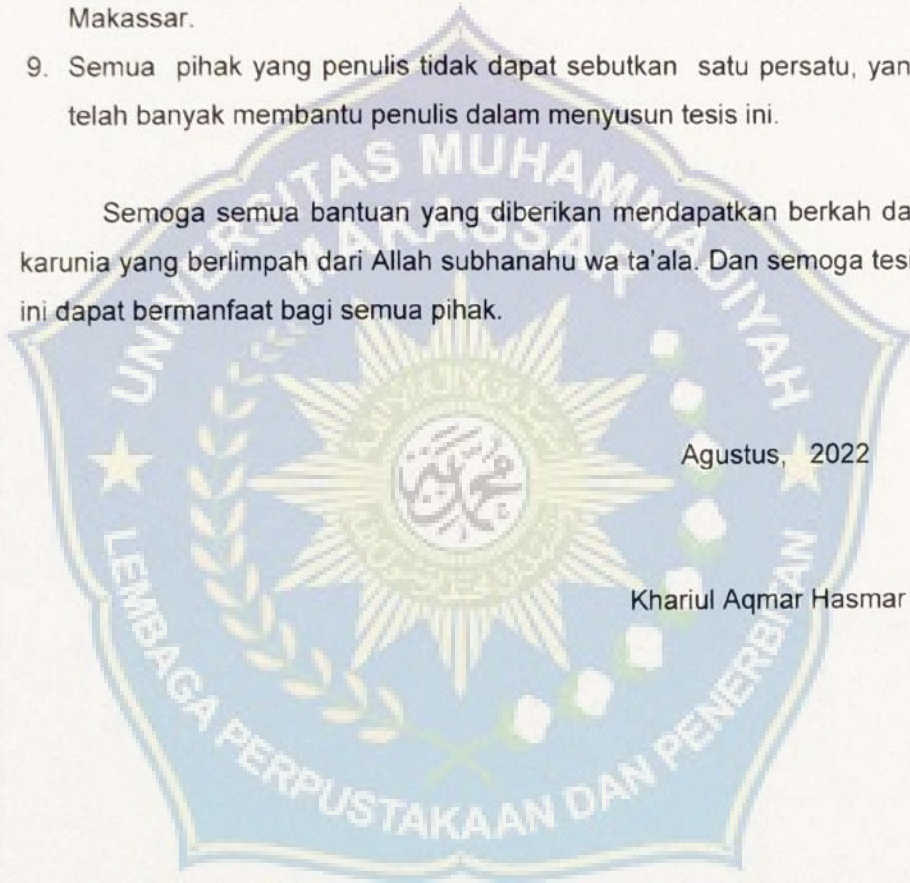 Makassar.
9. Semua pihak yang penulis tidak dapat sebutkan satu persatu, yan
telah banyak membantu penulis dalam menyusun tesis ini.
Semoga semua bantuan yang diberikan mendapatkan berkah da
karunia yang berlimpah dari Allah subhanahu wa ta'ala. Dan semoga tesi
ini dapat bermanfaat bagi semua pihak.
Agustus, 2022
Khariul Aqmar Hasmar
UNIVERSITAS MUHAMMADIYAH
MAKASSAR
LEMBAGA PERPUSTAKAAN DAN PENERBITAN